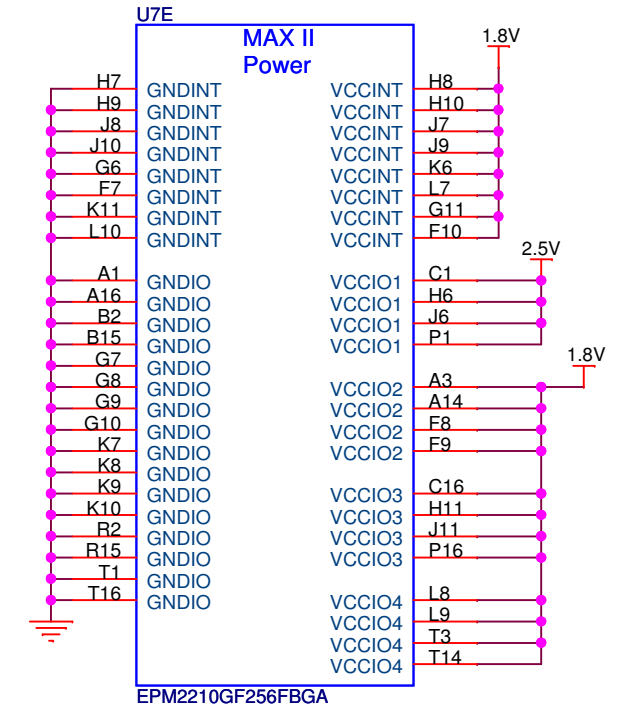 U7E
MAX II
Power
1.8V
H7 GNDINT VCCINT H8
H9 GNDINT VCCINT H10
J8 GNDINT VCCINT J7
J10 GNDINT VCCINT J9
G6 GNDINT VCCINT K6
F7 GNDINT VCCINT L7
K11 GNDINT VCCINT G11
L10 GNDINT VCCINT F10
2.5V
A1 GNDIO VCCIO1 C1
A16 GNDIO VCCIO1 H6
B2 GNDIO VCCIO1 J6
B15 GNDIO VCCIO1 P1
1.8V
G7 GNDIO
G8 GNDIO VCCIO2 A3
G9 GNDIO VCCIO2 A14
G10 GNDIO VCCIO2 F8
K7 GNDIO VCCIO2 F9
K8 GNDIO
K9 GNDIO VCCIO3 C16
K10 GNDIO VCCIO3 H11
R2 GNDIO VCCIO3 J11
R15 GNDIO VCCIO3 P16
T1 GNDIO
T16 GNDIO VCCIO4 L8
VCCIO4 L9
VCCIO4 T3
VCCIO4 T14
EPM2210GF256FBGA